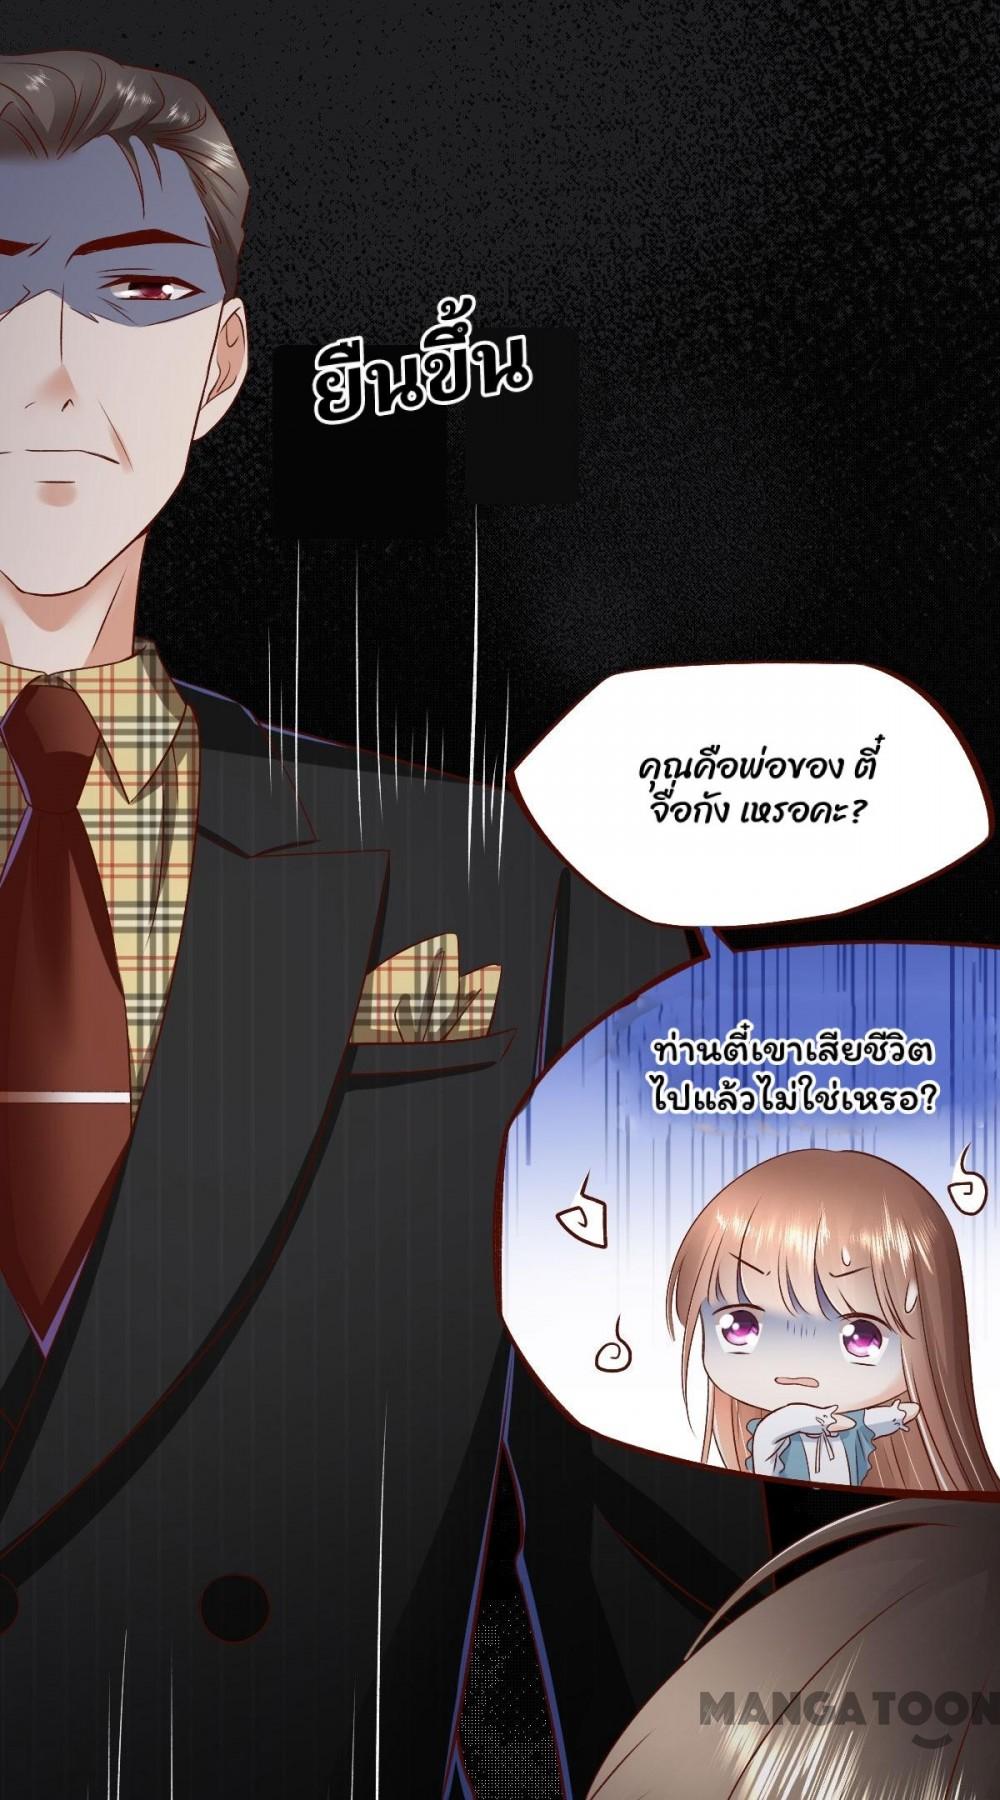 ยืนขึ้น
คุณคือพ่อของ ตี๋
จื่อกัง เหรอคะ?
ท่านตี๋เขาเสียชีวิต
ไปแล้วไม่ใช่เหรอ?
MANGATOON